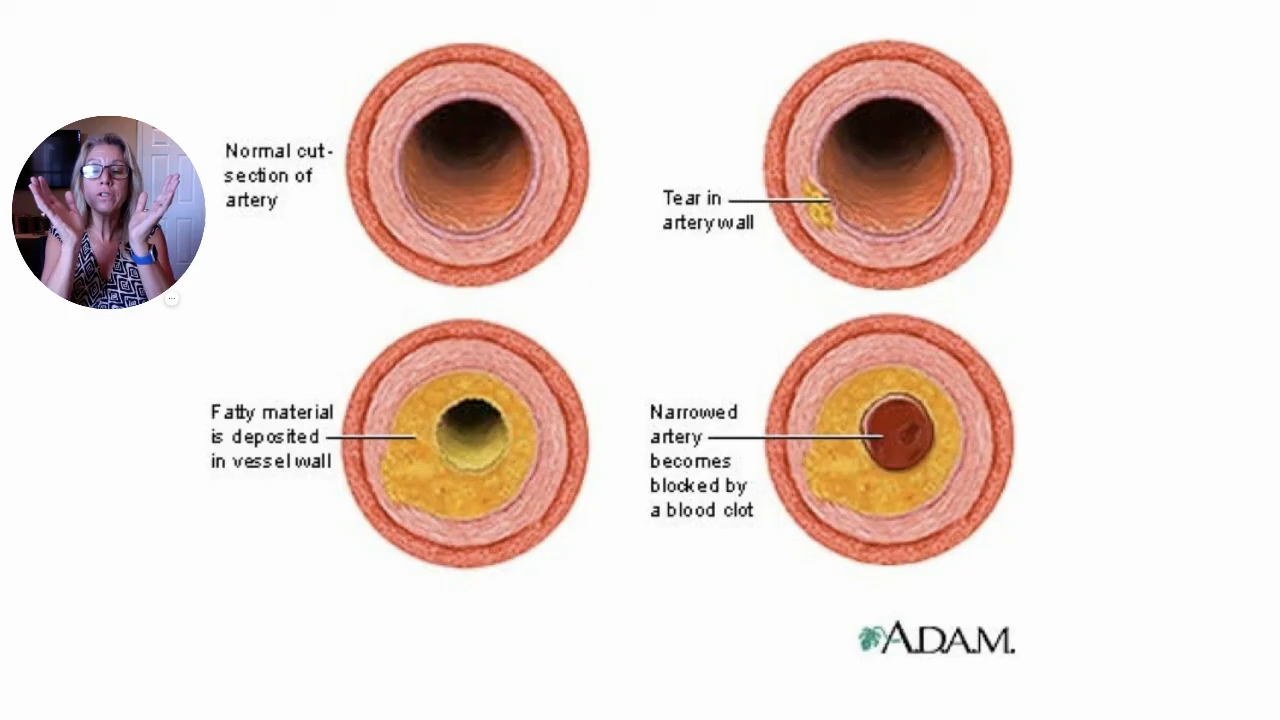 Normal cut-
section of
artery
Tear in
artery wall
Fatty material
is deposited
in vessel wall
Narrowed
artery
becomes
blocked by
a blood clot
A.D.A.M.